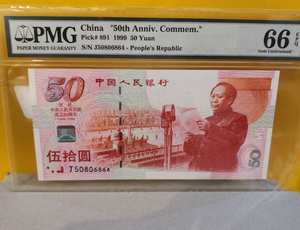 PMG
PAPER MONEY GUARANTY
China "50th Anniv. Commem."
Pick# 891 1999 50 Yuan
S/N J50806864 - People's Republic
66 EPQ
Gem Uncirculated
50
中国人民银行
伍拾圆
J50806864
50